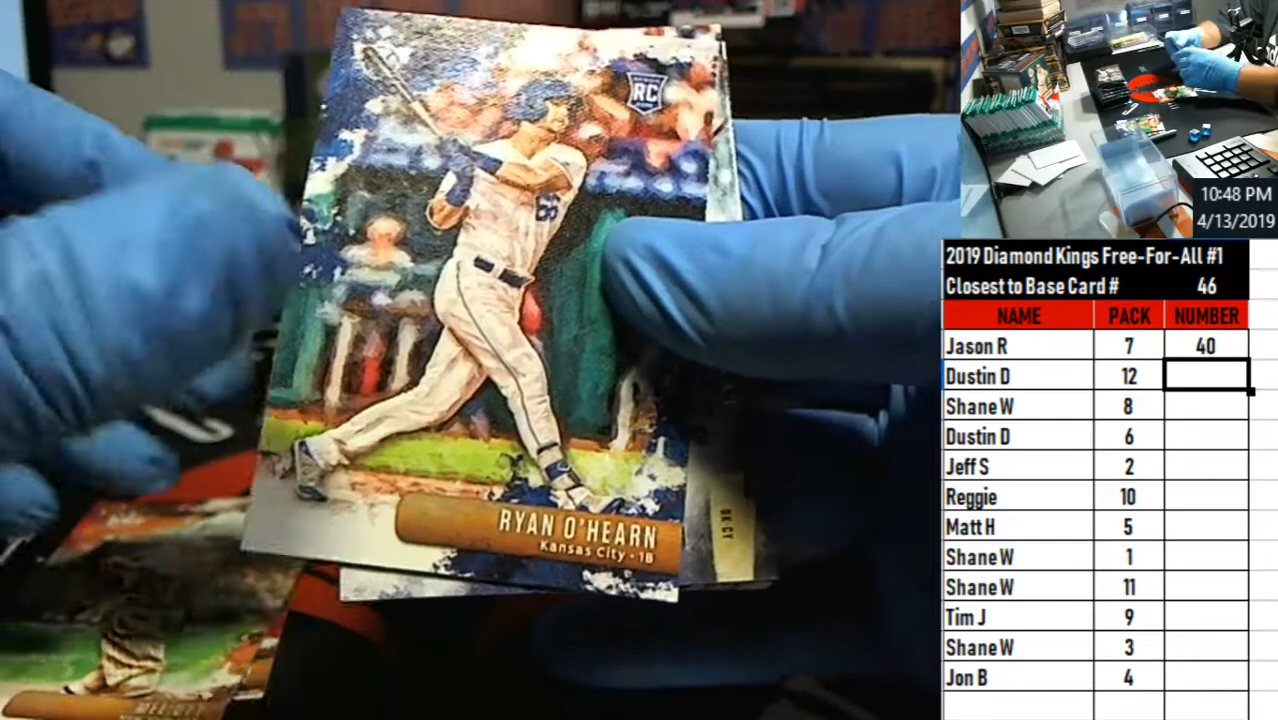 RC
66
RYAN O'HEARN
Kansas City • 1B
10:48 PM
4/13/2019
2019 Diamond Kings Free-For-All #1
Closest to Base Card # 46
NAME PACK NUMBER
Jason R 7 40
Dustin D 12
Shane W 8
Dustin D 6
Jeff S 2
Reggie 10
Matt H 5
Shane W 1
Shane W 11
Tim J 9
Shane W 3
Jon B 4